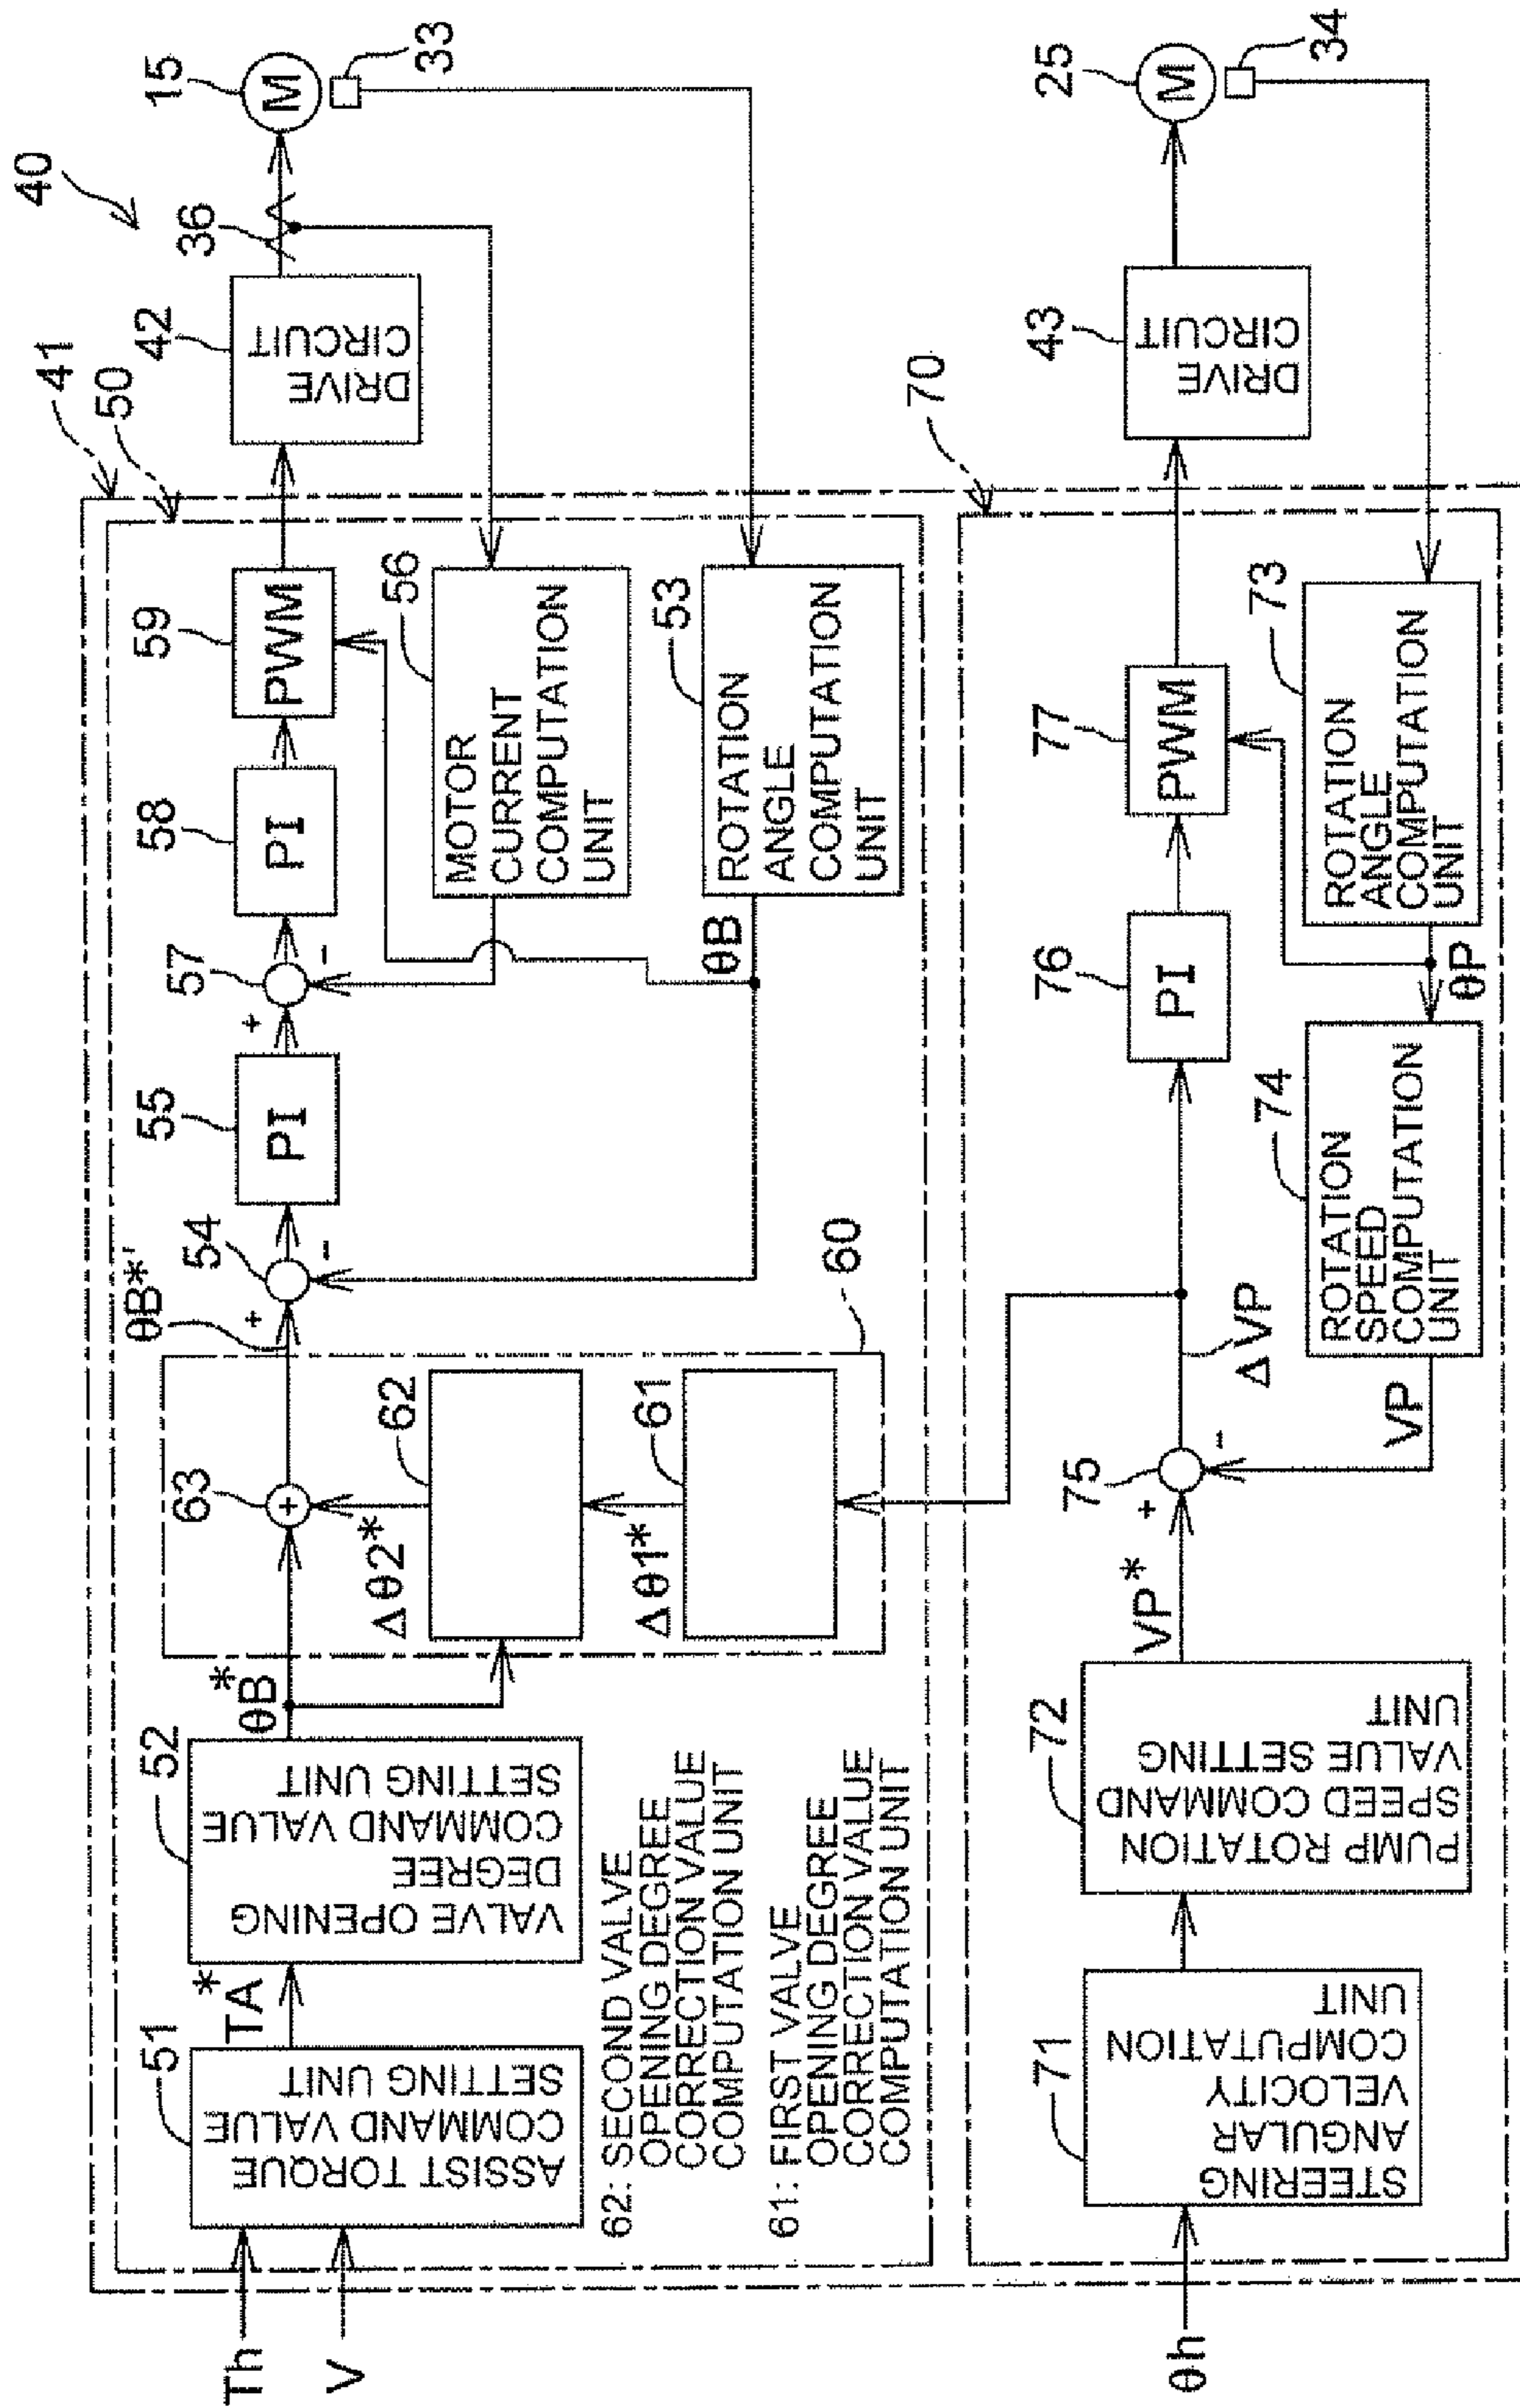 40
41
50
Th
V
51
ASSIST TORQUE
COMMAND VALUE
SETTING UNIT
TA*
52
VALVE OPENING
DEGREE
COMMAND VALUE
SETTING UNIT
θB*
63
+
Δθ2*
62
Δθ1*
61
60
θB*'
+
54
-
55
PI
+
57
-
58
PI
59
PWM
42
DRIVE
CIRCUIT
36
15
M
33
56
MOTOR
CURRENT
COMPUTATION
UNIT
53
ROTATION
ANGLE
COMPUTATION
UNIT
θB
62: SECOND VALVE
OPENING DEGREE
CORRECTION VALUE
COMPUTATION UNIT
61: FIRST VALVE
OPENING DEGREE
CORRECTION VALUE
COMPUTATION UNIT
70
θh
71
STEERING
ANGULAR
VELOCITY
COMPUTATION
UNIT
72
PUMP ROTATION
SPEED COMMAND
VALUE SETTING
UNIT
VP*
+
75
-
ΔVP
VP
76
PI
77
PWM
43
DRIVE
CIRCUIT
25
M
34
74
ROTATION
SPEED
COMPUTATION
UNIT
θP
73
ROTATION
ANGLE
COMPUTATION
UNIT